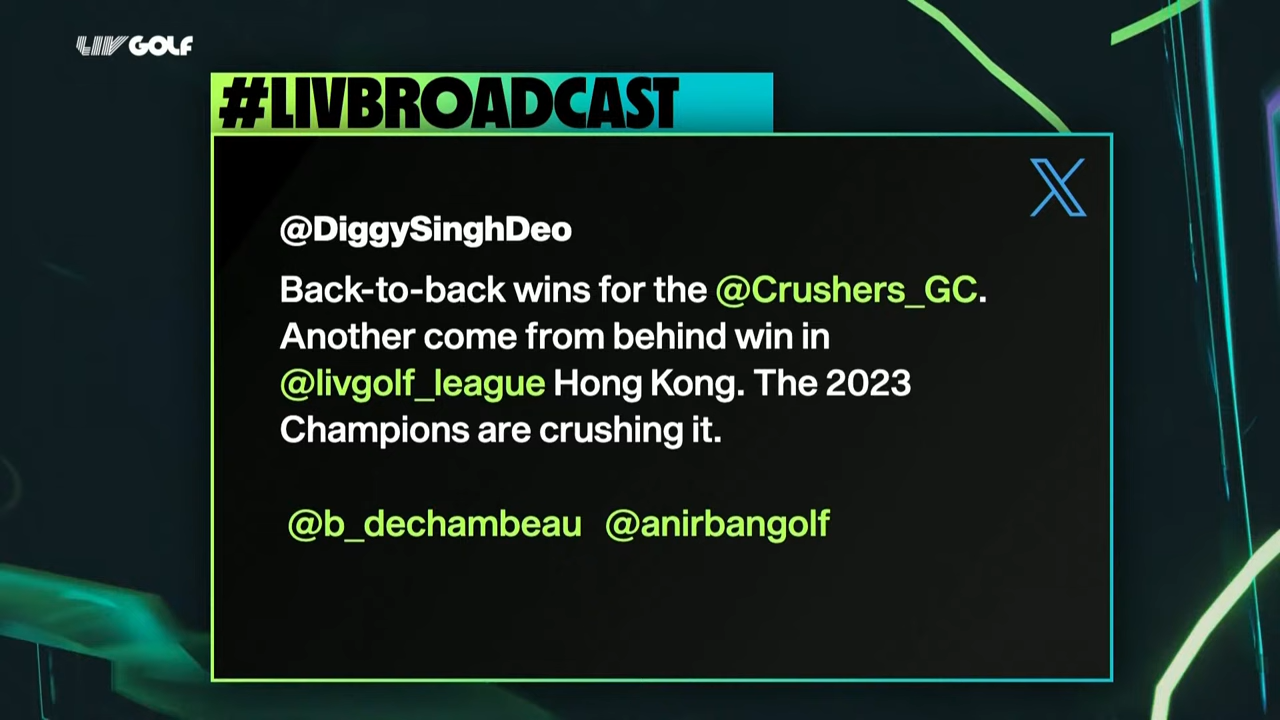 LIV GOLF
#LIVBROADCAST
@DiggySinghDeo
Back-to-back wins for the @Crushers_GC.
Another come from behind win in
@livgolf_league Hong Kong. The 2023
Champions are crushing it.
@b_dechambeau @anirbangolf